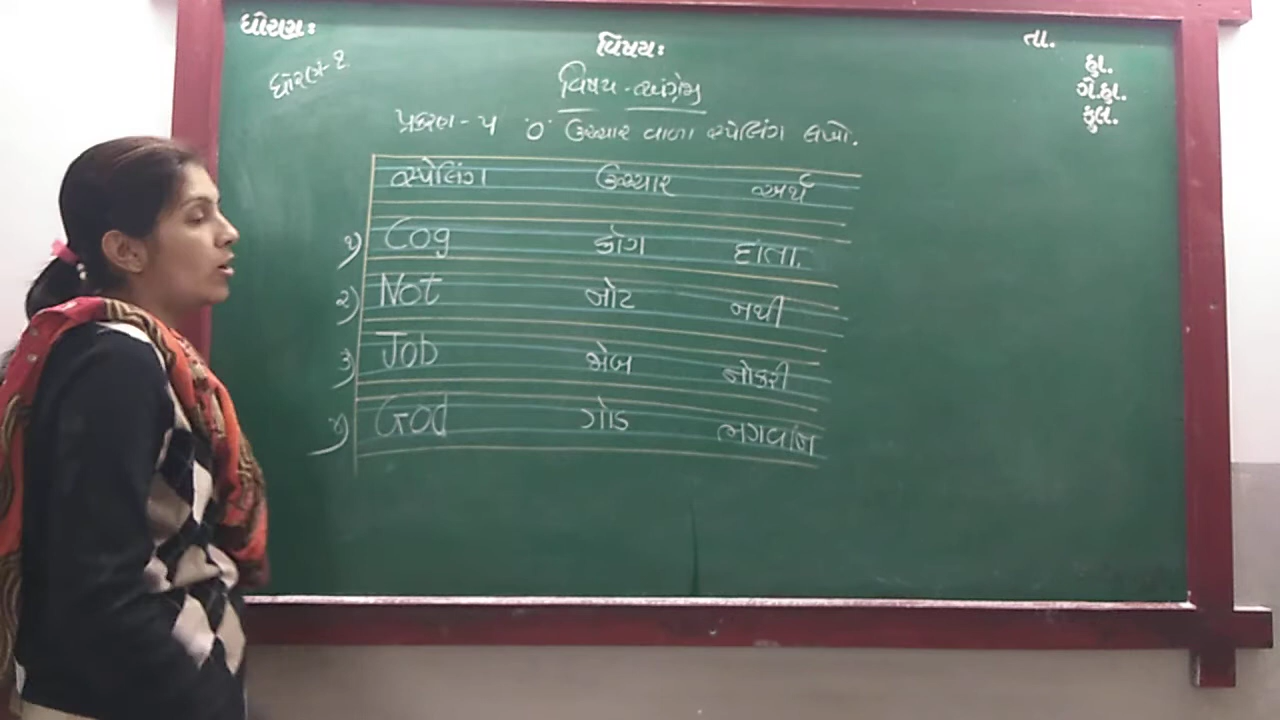 ધોરણઃ વિષયઃ તા.
હા.
ગે.હા.
કુલ.
ધોરણ-૨
વિષય-અંગ્રેજી
પ્રકરણ-૫ 'o' ઉચ્ચાર વાળા સ્પેલિંગ લખો.
સ્પેલિંગ ઉચ્ચાર અર્થ
૧) Cog કોગ દાંતા.
૨) Not નોટ નથી
૩) Job જોબ નોકરી
૪) God ગોડ ભગવાન